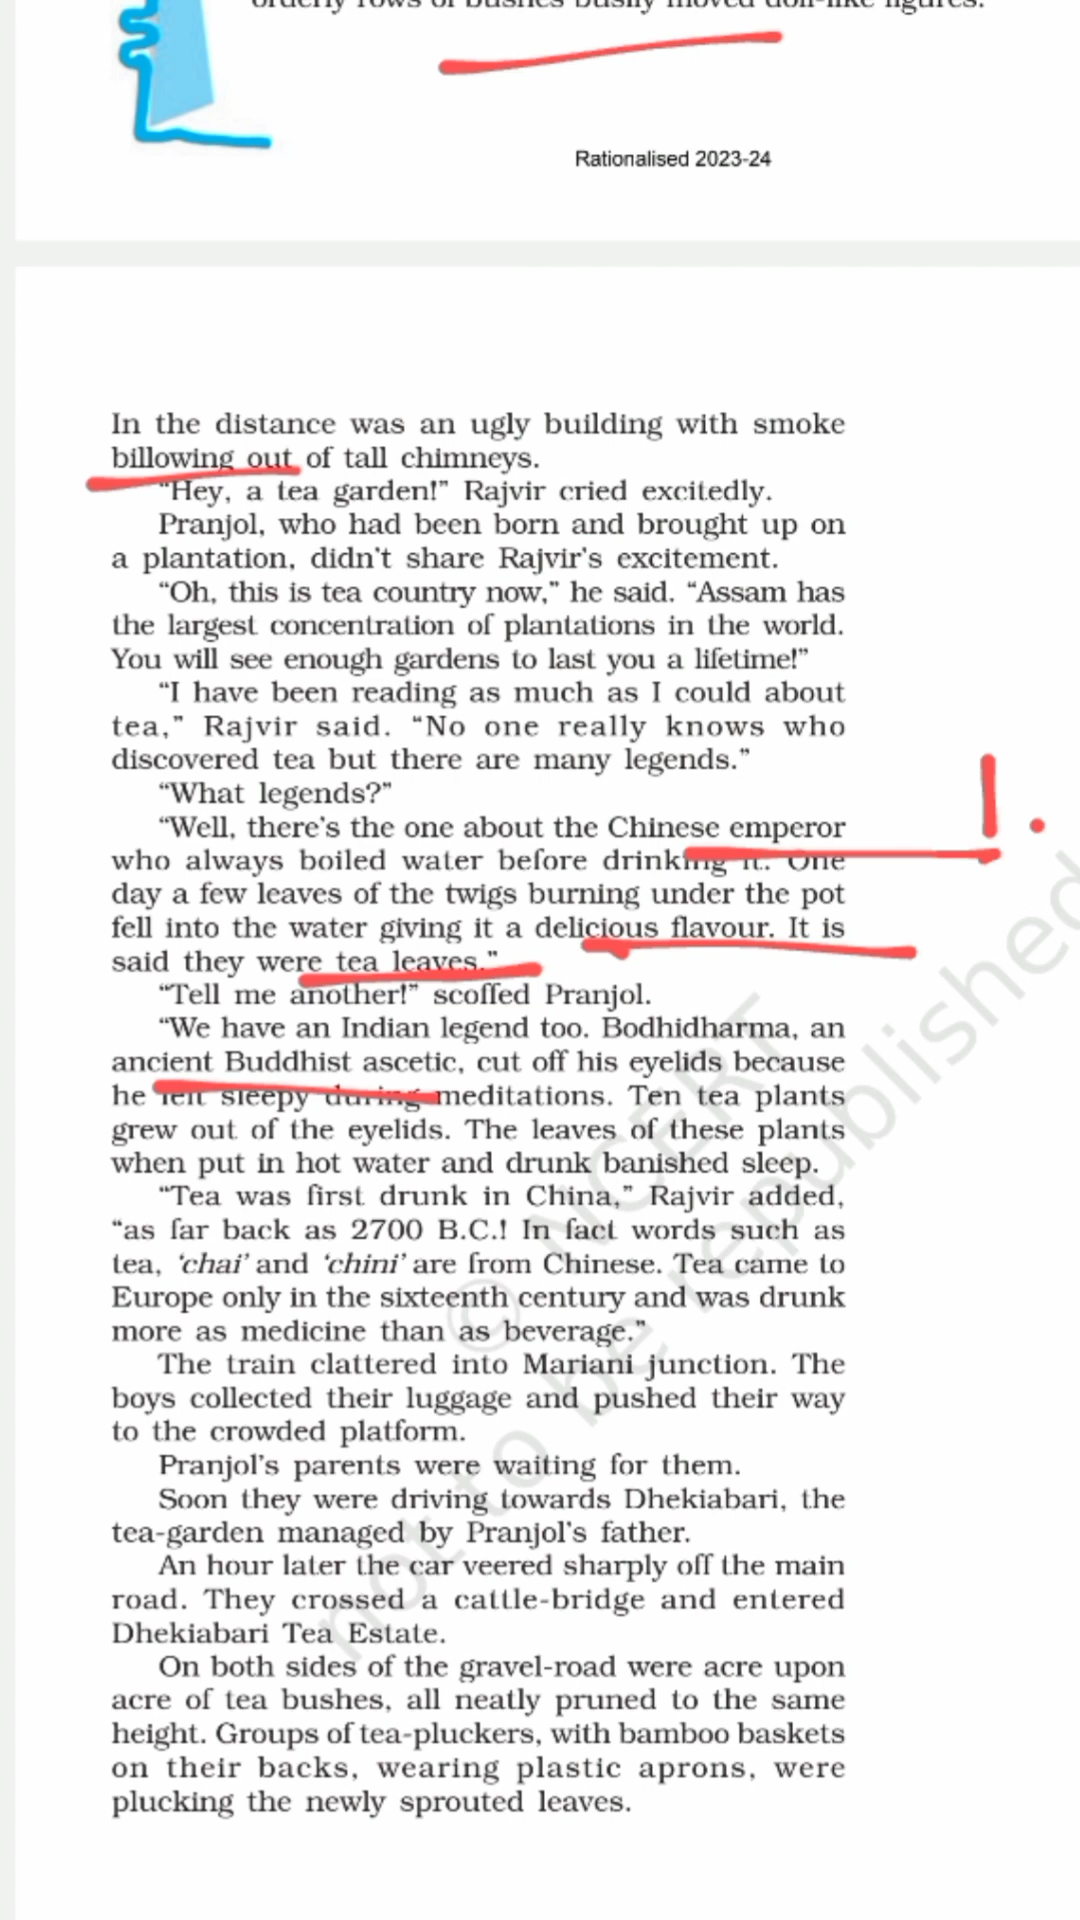 orderly rows of bushes busily moved doll-like figures.
Rationalised 2023-24
In the distance was an ugly building with smoke
billowing out of tall chimneys.
“Hey, a tea garden!” Rajvir cried excitedly.
Pranjol, who had been born and brought up on
a plantation, didn’t share Rajvir’s excitement.
“Oh, this is tea country now,” he said. “Assam has
the largest concentration of plantations in the world.
You will see enough gardens to last you a lifetime!”
“I have been reading as much as I could about
tea,” Rajvir said. “No one really knows who
discovered tea but there are many legends.”
“What legends?”
“Well, there’s the one about the Chinese emperor
who always boiled water before drinking it. One
day a few leaves of the twigs burning under the pot
fell into the water giving it a delicious flavour. It is
said they were tea leaves.”
“Tell me another!” scoffed Pranjol.
“We have an Indian legend too. Bodhidharma, an
ancient Buddhist ascetic, cut off his eyelids because
he felt sleepy during meditations. Ten tea plants
grew out of the eyelids. The leaves of these plants
when put in hot water and drunk banished sleep.
“Tea was first drunk in China,” Rajvir added,
“as far back as 2700 B.C.! In fact words such as
tea, ‘chai’ and ‘chini’ are from Chinese. Tea came to
Europe only in the sixteenth century and was drunk
more as medicine than as beverage.”
The train clattered into Mariani junction. The
boys collected their luggage and pushed their way
to the crowded platform.
Pranjol’s parents were waiting for them.
Soon they were driving towards Dhekiabari, the
tea-garden managed by Pranjol’s father.
An hour later the car veered sharply off the main
road. They crossed a cattle-bridge and entered
Dhekiabari Tea Estate.
On both sides of the gravel-road were acre upon
acre of tea bushes, all neatly pruned to the same
height. Groups of tea-pluckers, with bamboo baskets
on their backs, wearing plastic aprons, were
plucking the newly sprouted leaves.
1.
© NCERT
not to be republished